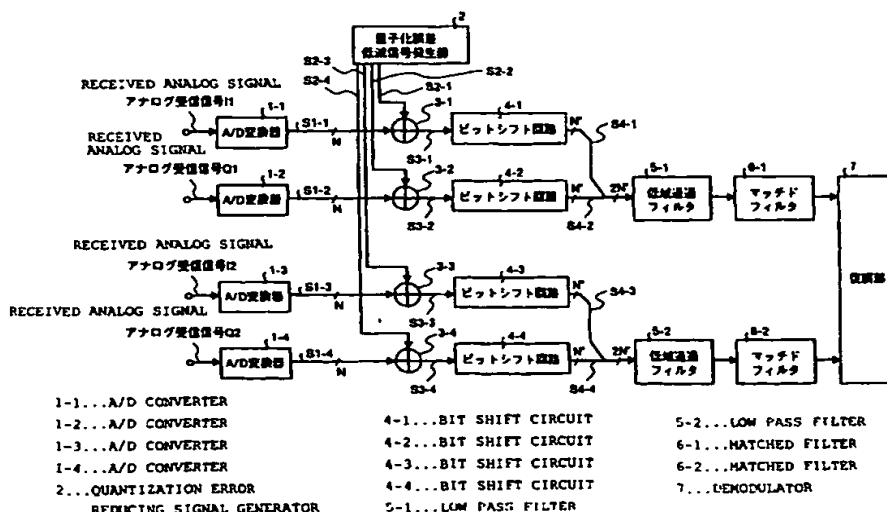 2
量子化誤差
低減信号発生器
S2-3
S2-4
S2-2
S2-1
RECEIVED ANALOG SIGNAL
アナログ受信信号I1
1-1
A/D変換器
S1-1
N
3-1
S3-1
4-1
ビットシフト回路
N'
S4-1
RECEIVED
ANALOG SIGNAL
アナログ受信信号Q1
1-2
A/D変換器
S1-2
N
3-2
S3-2
4-2
ビットシフト回路
N'
S4-2
2N'
5-1
低域通過
フィルタ
6-1
マッチド
フィルタ
7
復調部
RECEIVED ANALOG SIGNAL
アナログ受信信号I2
1-3
A/D変換器
S1-3
N
3-3
S3-3
4-3
ビットシフト回路
N'
S4-3
RECEIVED ANALOG SIGNAL
アナログ受信信号Q2
1-4
A/D変換器
S1-4
N
3-4
S3-4
4-4
ビットシフト回路
N'
S4-4
2N'
5-2
低域通過
フィルタ
6-2
マッチド
フィルタ
1-1...A/D CONVERTER
1-2...A/D CONVERTER
1-3...A/D CONVERTER
1-4...A/D CONVERTER
2...QUANTIZATION ERROR
REDUCING SIGNAL GENERATOR
4-1...BIT SHIFT CIRCUIT
4-2...BIT SHIFT CIRCUIT
4-3...BIT SHIFT CIRCUIT
4-4...BIT SHIFT CIRCUIT
5-1...LOW PASS FILTER
5-2...LOW PASS FILTER
6-1...MATCHED FILTER
6-2...MATCHED FILTER
7...DEMODULATOR